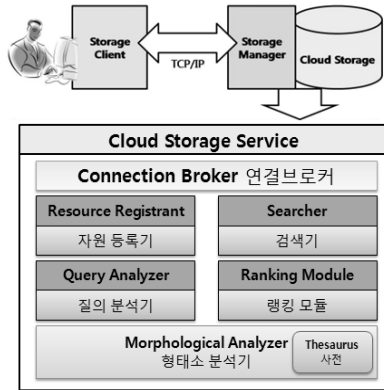 Storage
Client
TCP/IP
Storage
Manager
Cloud Storage
Cloud Storage Service
Connection Broker 연결브로커
Resource Registrant
자원 등록기
Searcher
검색기
Query Analyzer
질의 분석기
Ranking Module
랭킹 모듈
Morphological Analyzer
형태소 분석기
Thesaurus
사전